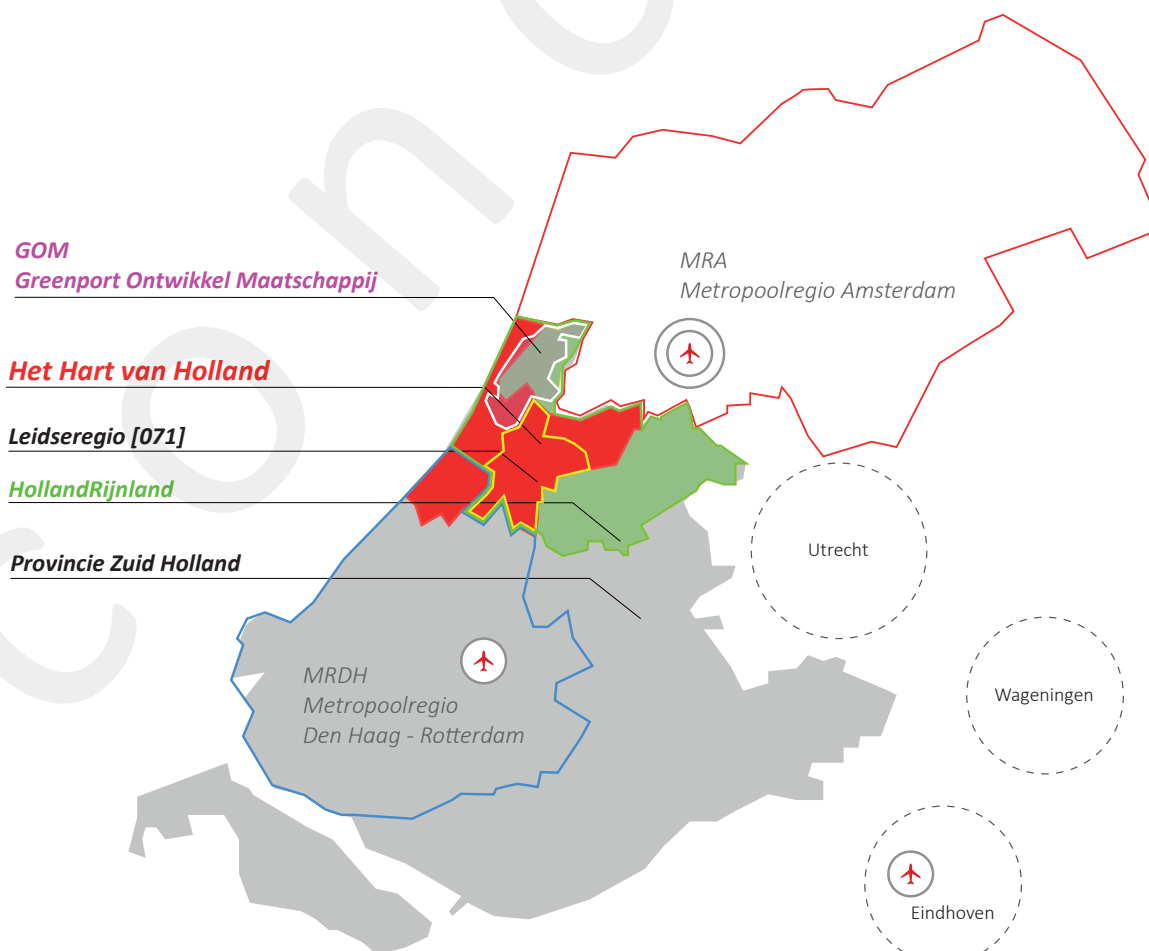 GOM
Greenport Ontwikkel Maatschappij
MRA
Metropoolregio Amsterdam
Het Hart van Holland
Leidseregio [071]
HollandRijnland
Provincie Zuid Holland
Utrecht
MRDH
Metropoolregio
Den Haag - Rotterdam
Wageningen
Eindhoven